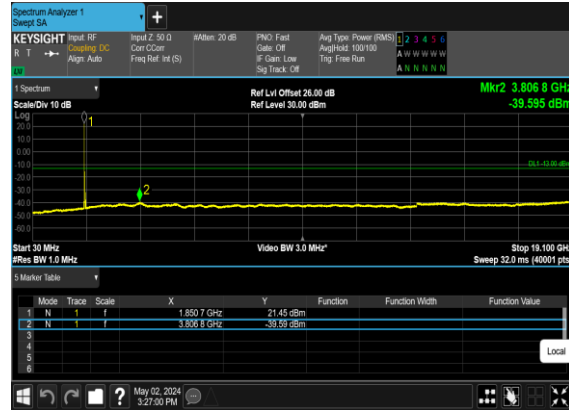 Spectrum Analyzer 1
Swept SA
+
KEYSIGHT Input: RF Input Z: 50 Ω #Atten: 20 dB PNO: Fast Avg Type: Power (RMS) 1 2 3 4 5 6
R T Coupling: DC Corr CCorr Gate: Off Avg|Hold: 100/100 A W W W W W
Align: Auto Freq Ref: Int (S) IF Gain: Low Trig: Free Run
LM Sig Track: Off A N N N N N
1 Spectrum Ref Lvl Offset 26.00 dB Mkr2 3.806 8 GHz
Scale/Div 10 dB Ref Level 30.00 dBm -39.595 dBm
Log
1
20.0
10.0
0.00
-10.0 DL1 -13.00 dBm
-20.0
-30.0
2
-40.0
-50.0
-60.0
Start 30 MHz Video BW 3.0 MHz* Stop 19.100 GHz
#Res BW 1.0 MHz Sweep 32.0 ms (40001 pts)
5 Marker Table
Mode Trace Scale X Y Function Function Width Function Value
1 N 1 f 1.850 7 GHz 21.45 dBm
2 N 1 f 3.806 8 GHz -39.59 dBm
3
4
5
6
Local
? May 02, 2024
3:27:00 PM